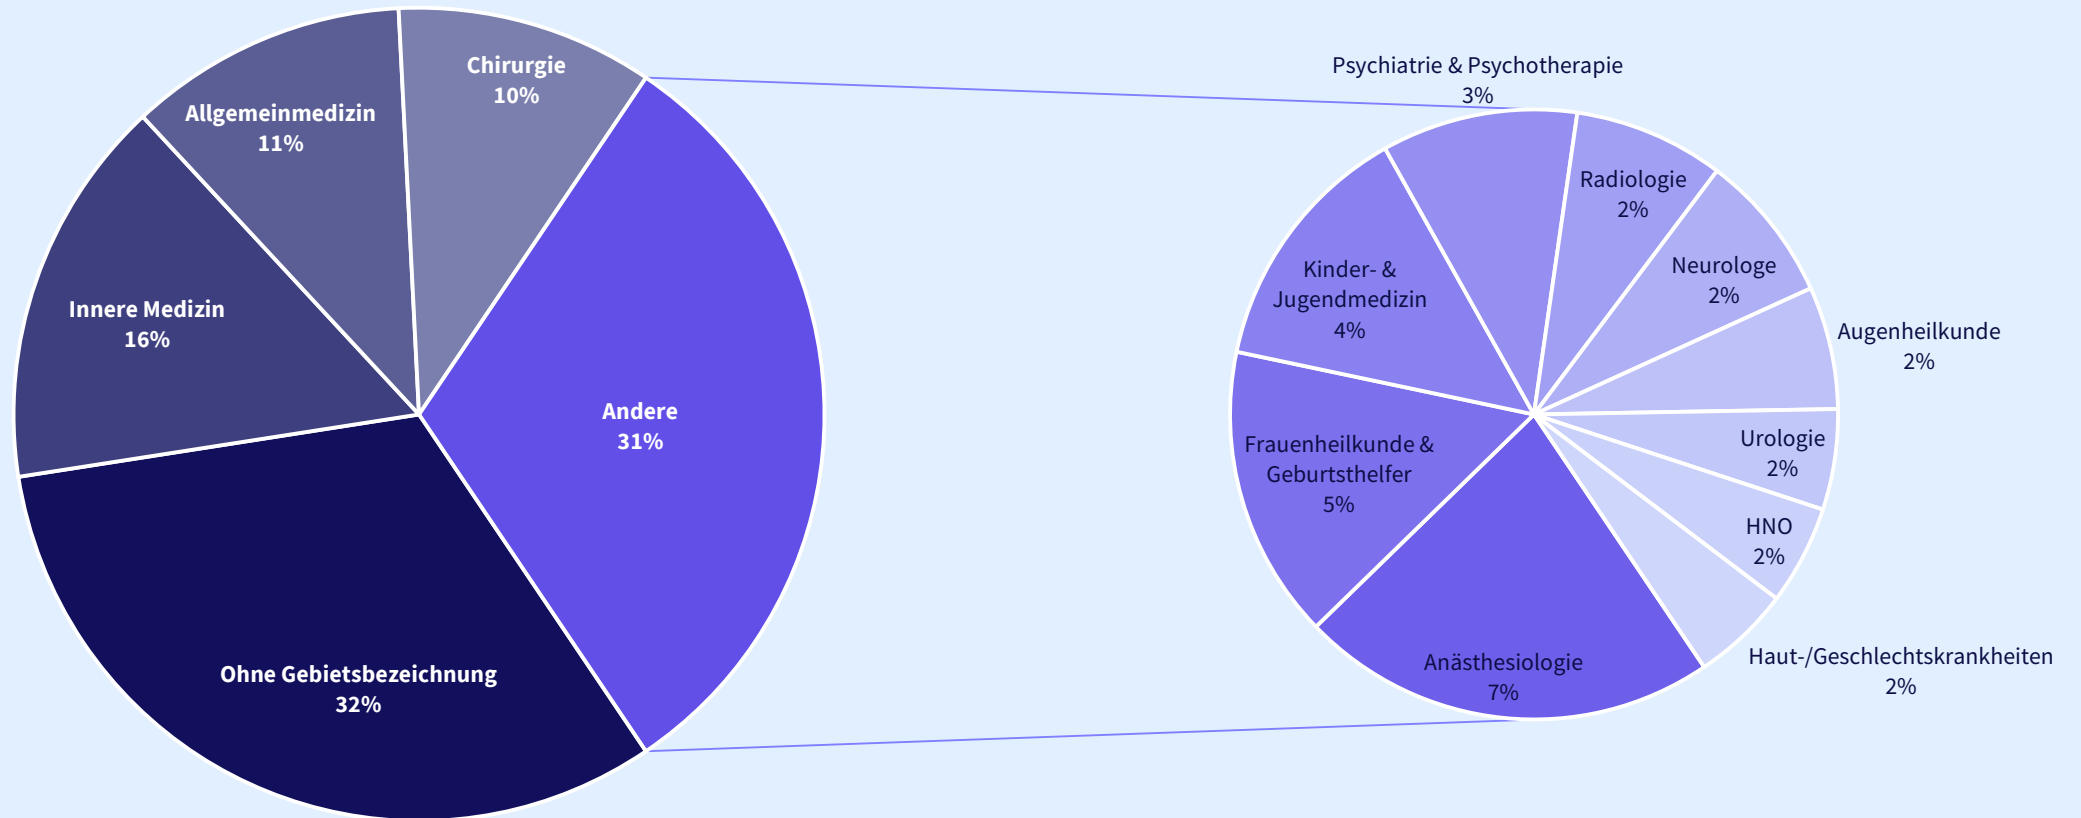 Chirurgie
10%
Allgemeinmedizin
11%
Innere Medizin
16%
Andere
31%
Ohne Gebietsbezeichnung
32%
Psychiatrie & Psychotherapie
3%
Radiologie
2%
Neurologe
2%
Kinder- &
Jugendmedizin
4%
Augenheilkunde
2%
Frauenheilkunde &
Geburtsthelfer
5%
Urologie
2%
HNO
2%
Anästhesiologie
7%
Haut-/Geschlechtskrankheiten
2%